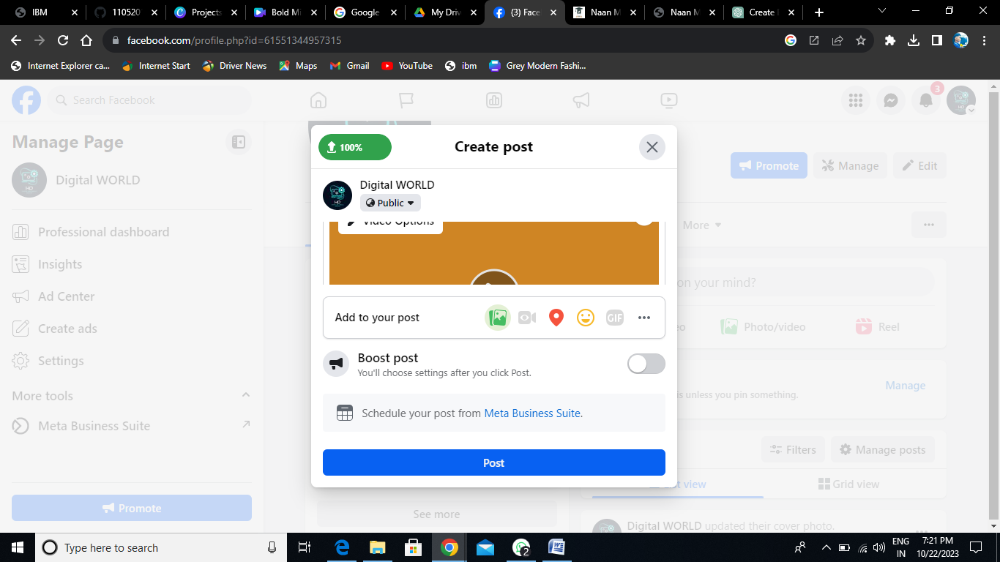 IBM
110520
Projects
Bold Mi
Google
My Driv
(3) Face
Naan M
Naan M
Create
facebook.com/profile.php?id=61551344957315
Internet Explorer ca...
Internet Start
Driver News
Maps
Gmail
YouTube
ibm
Grey Modern Fashi...
Search Facebook
3
Manage Page
Digital WORLD
Professional dashboard
Insights
Ad Center
Create ads
Settings
More tools
Meta Business Suite
Promote
100%
Create post
Digital WORLD
Public
Video Options
Add to your post
GIF
Boost post
You'll choose settings after you click Post.
Schedule your post from Meta Business Suite.
Post
See more
Promote
Manage
Edit
More
on your mind?
Photo/video
Reel
Manage
is unless you pin something.
Filters
Manage posts
view
Grid view
Digital WORLD updated their cover photo.
Type here to search
2
ENG
IN
7:21 PM
10/22/2023